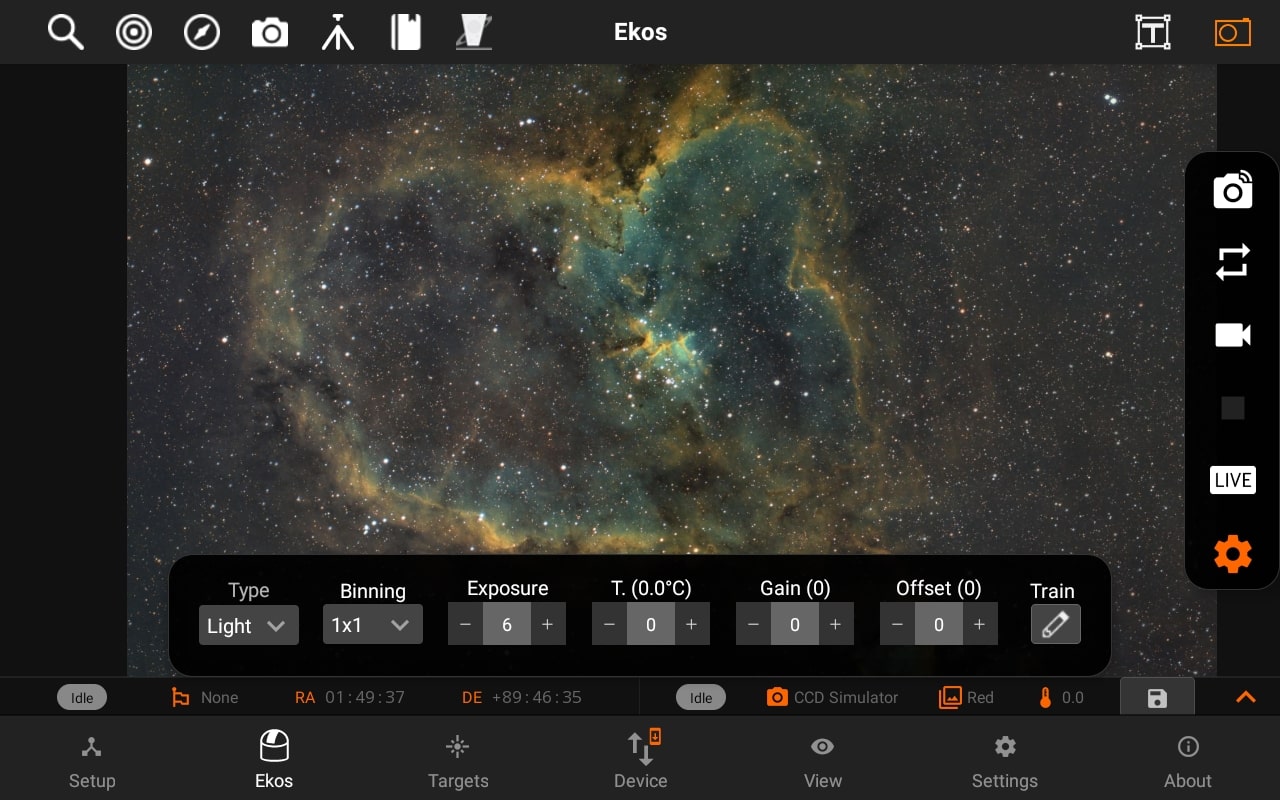 Ekos
T
LIVE
Type Binning Exposure T. (0.0°C) Gain (0) Offset (0) Train
Light 1x1 − 6 + − 0 + − 0 + − 0 +
Idle None RA 01:49:37 DE +89:46:35 Idle CCD Simulator Red 0.0
Setup Ekos Targets Device View Settings About